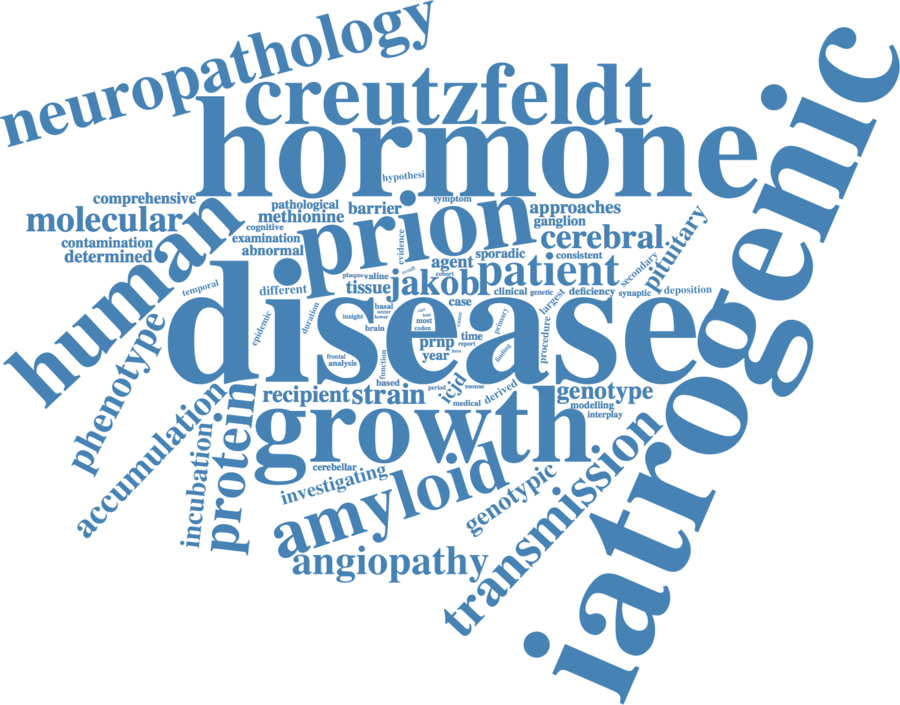 neuropathology
creutzfeldt
hormone
iatrogenic
hypothesi
comprehensive
pathological
symptom
molecular
methionine
barrier
approaches
human
cognitive
prion
ganglion
contamination
examination
evidence
cerebral
determined
abnormal
agent
sporadic
consistent
pituitary
secondary
plaque
valine
result
cohort
patient
temporal
different
tissue
jakob
clinical
genetic
deficiency
synaptic
deposition
disease
case
largest
epidemic
duration
insight
basal
occur
lower
brain
most
codon
cause
primary
procedure
prnp
time
report
year
form
finding
frontal
analysis
function
phenotype
based
period
icjd
mouse
medical
derived
recipient
strain
genotype
modelling
interplay
accumulation
growth
protein
incubation
cerebellar
investigating
amyloid
genotypic
transmission
angiopathy